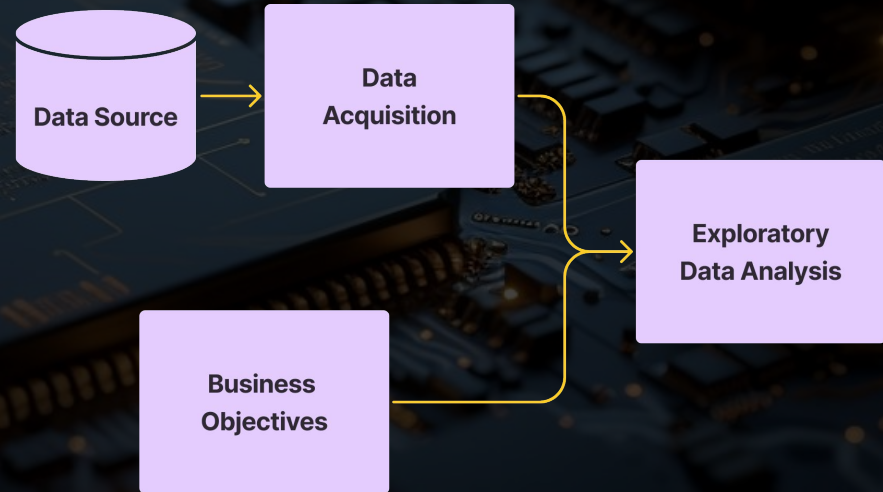 Data Source
Data
Acquisition
Exploratory
Data Analysis
Business
Objectives